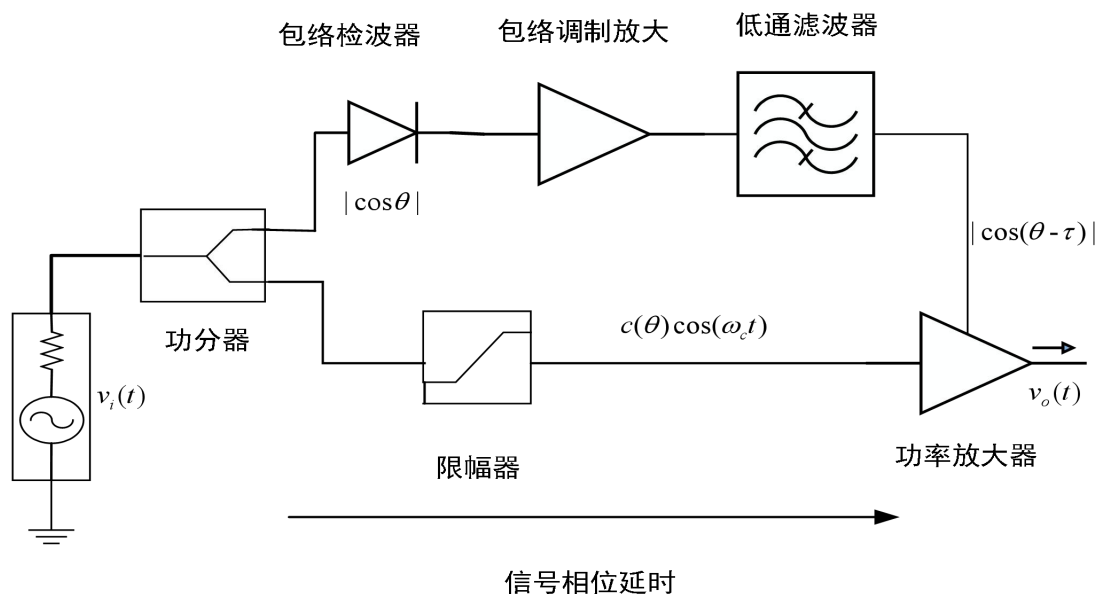 包络检波器
包络调制放大
低通滤波器
|cosθ|
|cos(θ-τ)|
功分器
c(θ)cos(ω_c t)
v_i(t)
v_o(t)
限幅器
功率放大器
信号相位延时